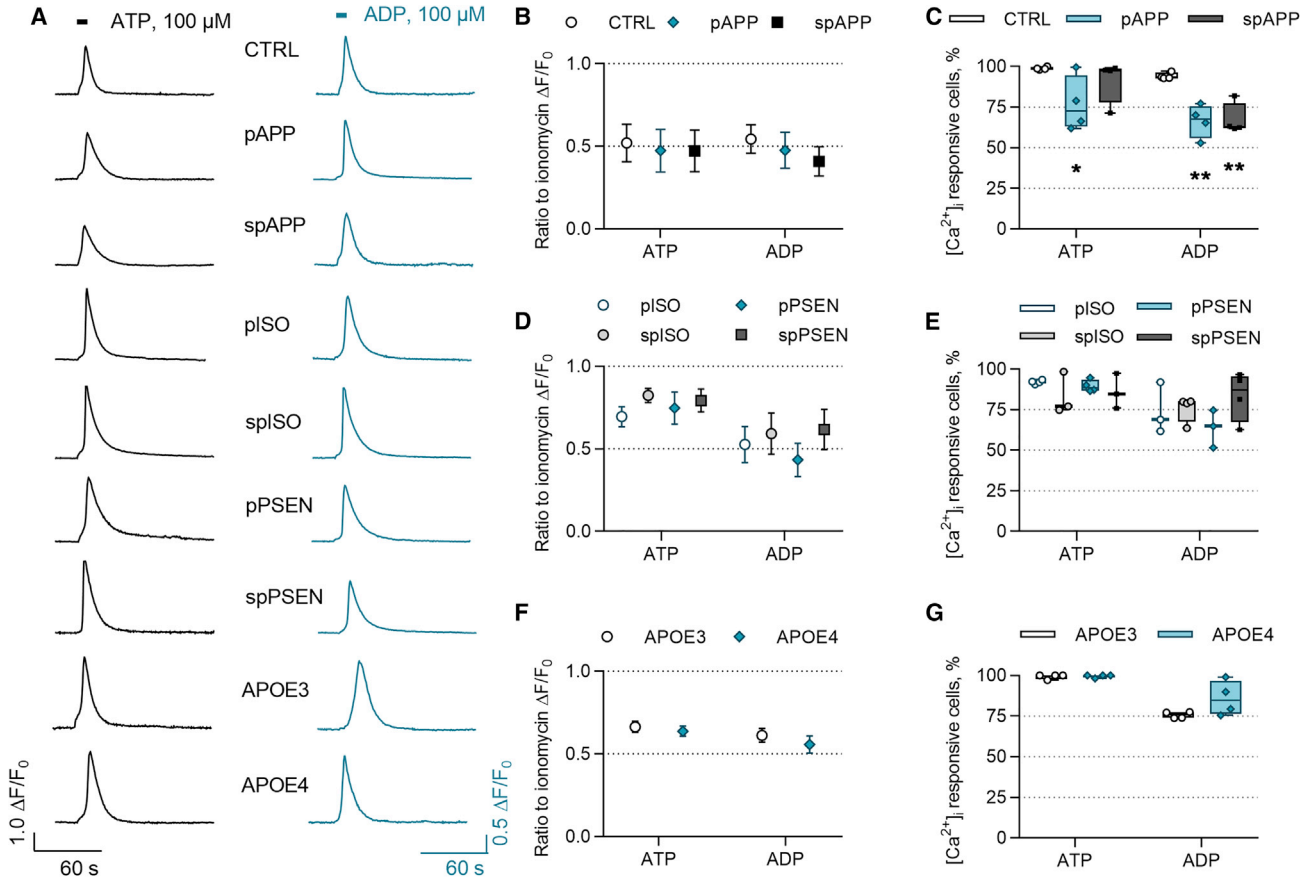 A
ATP, 100 µM
ADP, 100 µM
CTRL
pAPP
spAPP
pISO
spISO
pPSEN
spPSEN
APOE3
APOE4
1.0 ΔF/F0
60 s
0.5 ΔF/F0
60 s
B
CTRL pAPP spAPP
Ratio to ionomycin ΔF/F0
1.0
0.5
0.0
ATP ADP
C
CTRL pAPP spAPP
[Ca2+]i responsive cells, %
100
75
50
25
0
* ** **
ATP ADP
D
pISO pPSEN
spISO spPSEN
Ratio to ionomycin ΔF/F0
1.0
0.5
0.0
ATP ADP
E
pISO pPSEN
spISO spPSEN
[Ca2+]i responsive cells, %
100
75
50
25
0
ATP ADP
F
APOE3 APOE4
Ratio to ionomycin ΔF/F0
1.0
0.5
0.0
ATP ADP
G
APOE3 APOE4
[Ca2+]i responsive cells, %
100
75
50
25
0
ATP ADP